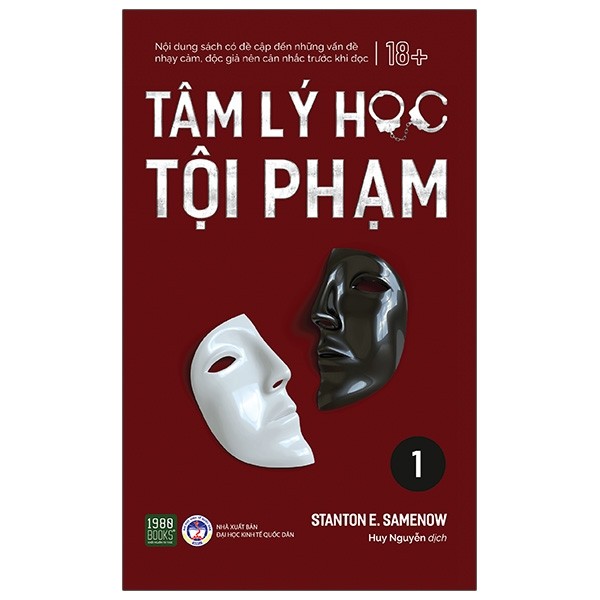 Nội dung sách có đề cập đến những vấn đề
nhạy cảm, độc giả nên cân nhắc trước khi đọc
18+
TÂM LÝ HỌC
TỘI PHẠM
1
1980
BOOKS
NHÀ XUẤT BẢN
ĐẠI HỌC KINH TẾ QUỐC DÂN
STANTON E. SAMENOW
Huy Nguyễn dịch